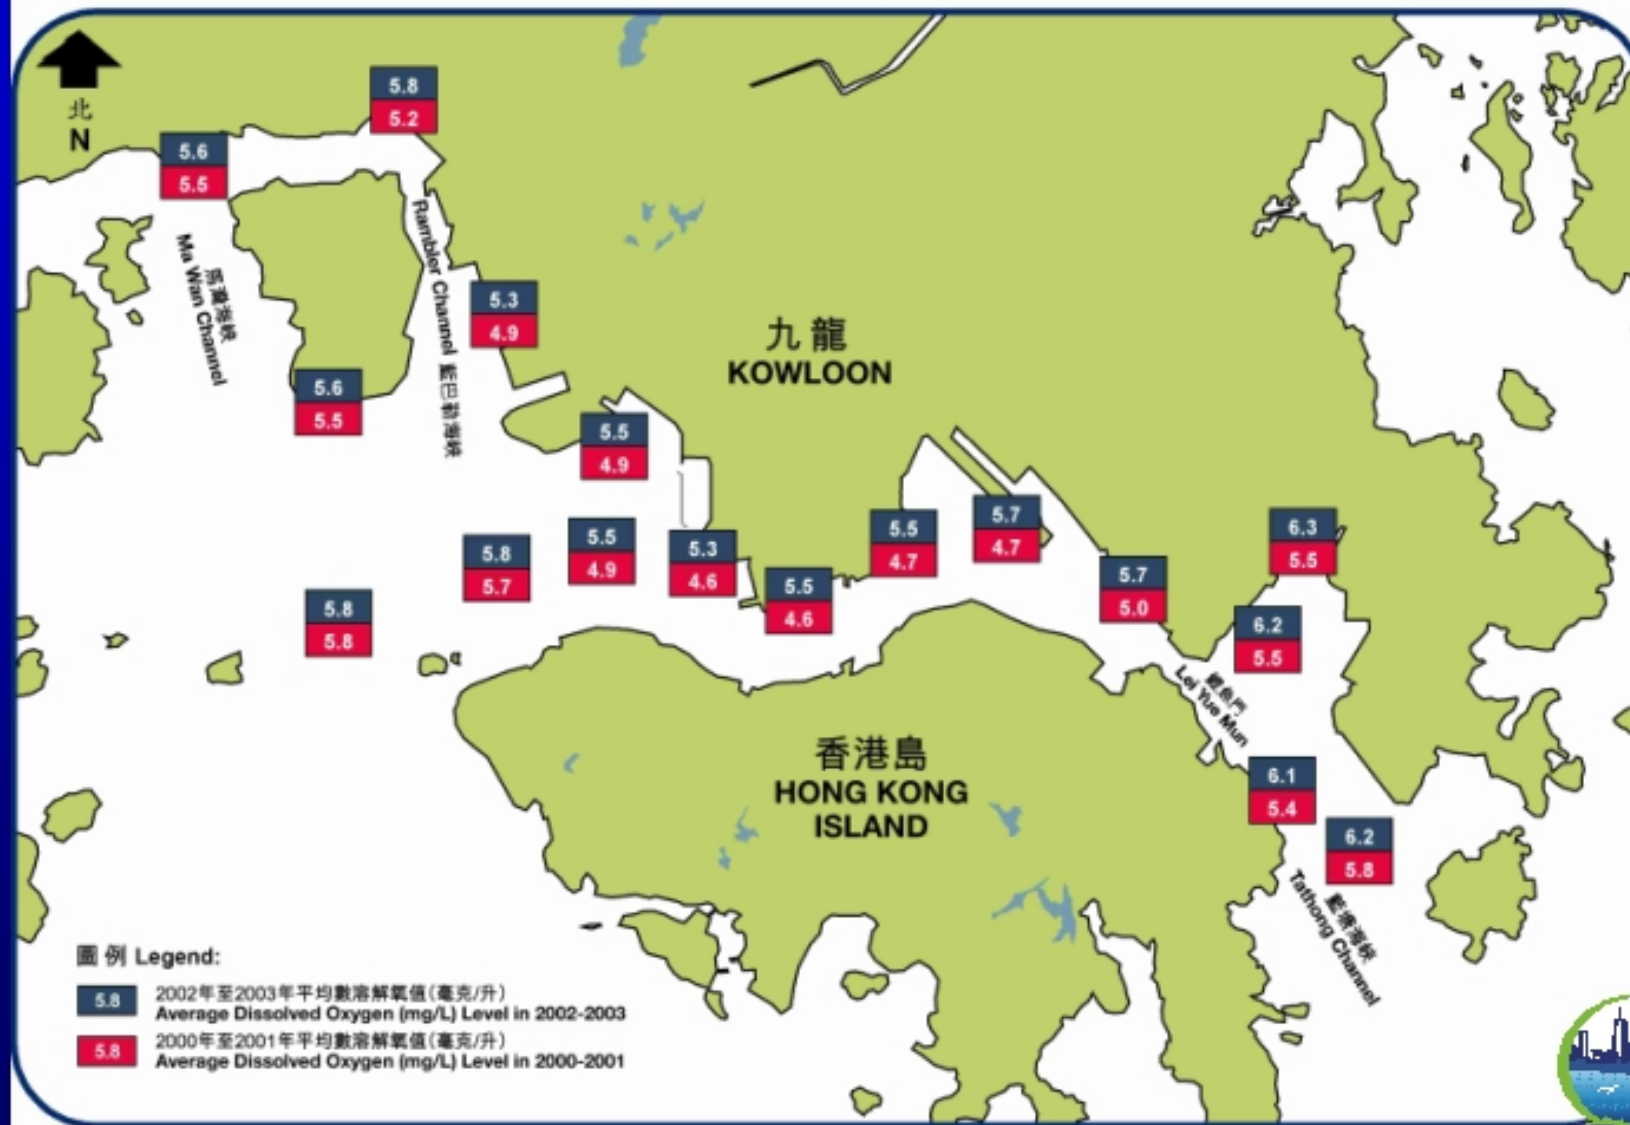 北
N
5.8
5.2
5.6
5.5
馬灣海峽
Ma Wan Channel
Rambler Channel 藍巴勒海峽
5.3
4.9
九龍
KOWLOON
5.6
5.5
5.5
4.9
5.8
5.7
5.5
4.9
5.3
4.6
5.5
4.6
5.5
4.7
5.7
4.7
5.7
5.0
6.3
5.5
6.2
5.5
5.8
5.8
鯉魚門
Lei Yue Mun
香港島
HONG KONG
ISLAND
6.1
5.4
6.2
5.8
藍塘海峽
Tathong Channel
圖例 Legend:
5.8
2002年至2003年平均數溶解氧值(毫克/升)
Average Dissolved Oxygen (mg/L) Level in 2002-2003
5.8
2000年至2001年平均數溶解氧值(毫克/升)
Average Dissolved Oxygen (mg/L) Level in 2000-2001